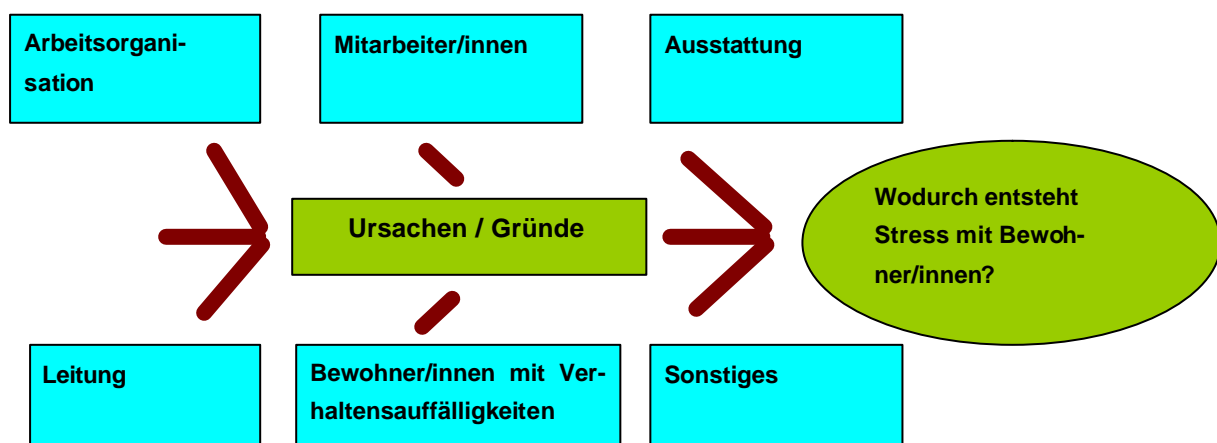 Arbeitsorgani-
sation
Mitarbeiter/innen
Ausstattung
Ursachen / Gründe
Wodurch entsteht
Stress mit Bewoh-
ner/innen?
Leitung
Bewohner/innen mit Ver-
haltensauffälligkeiten
Sonstiges